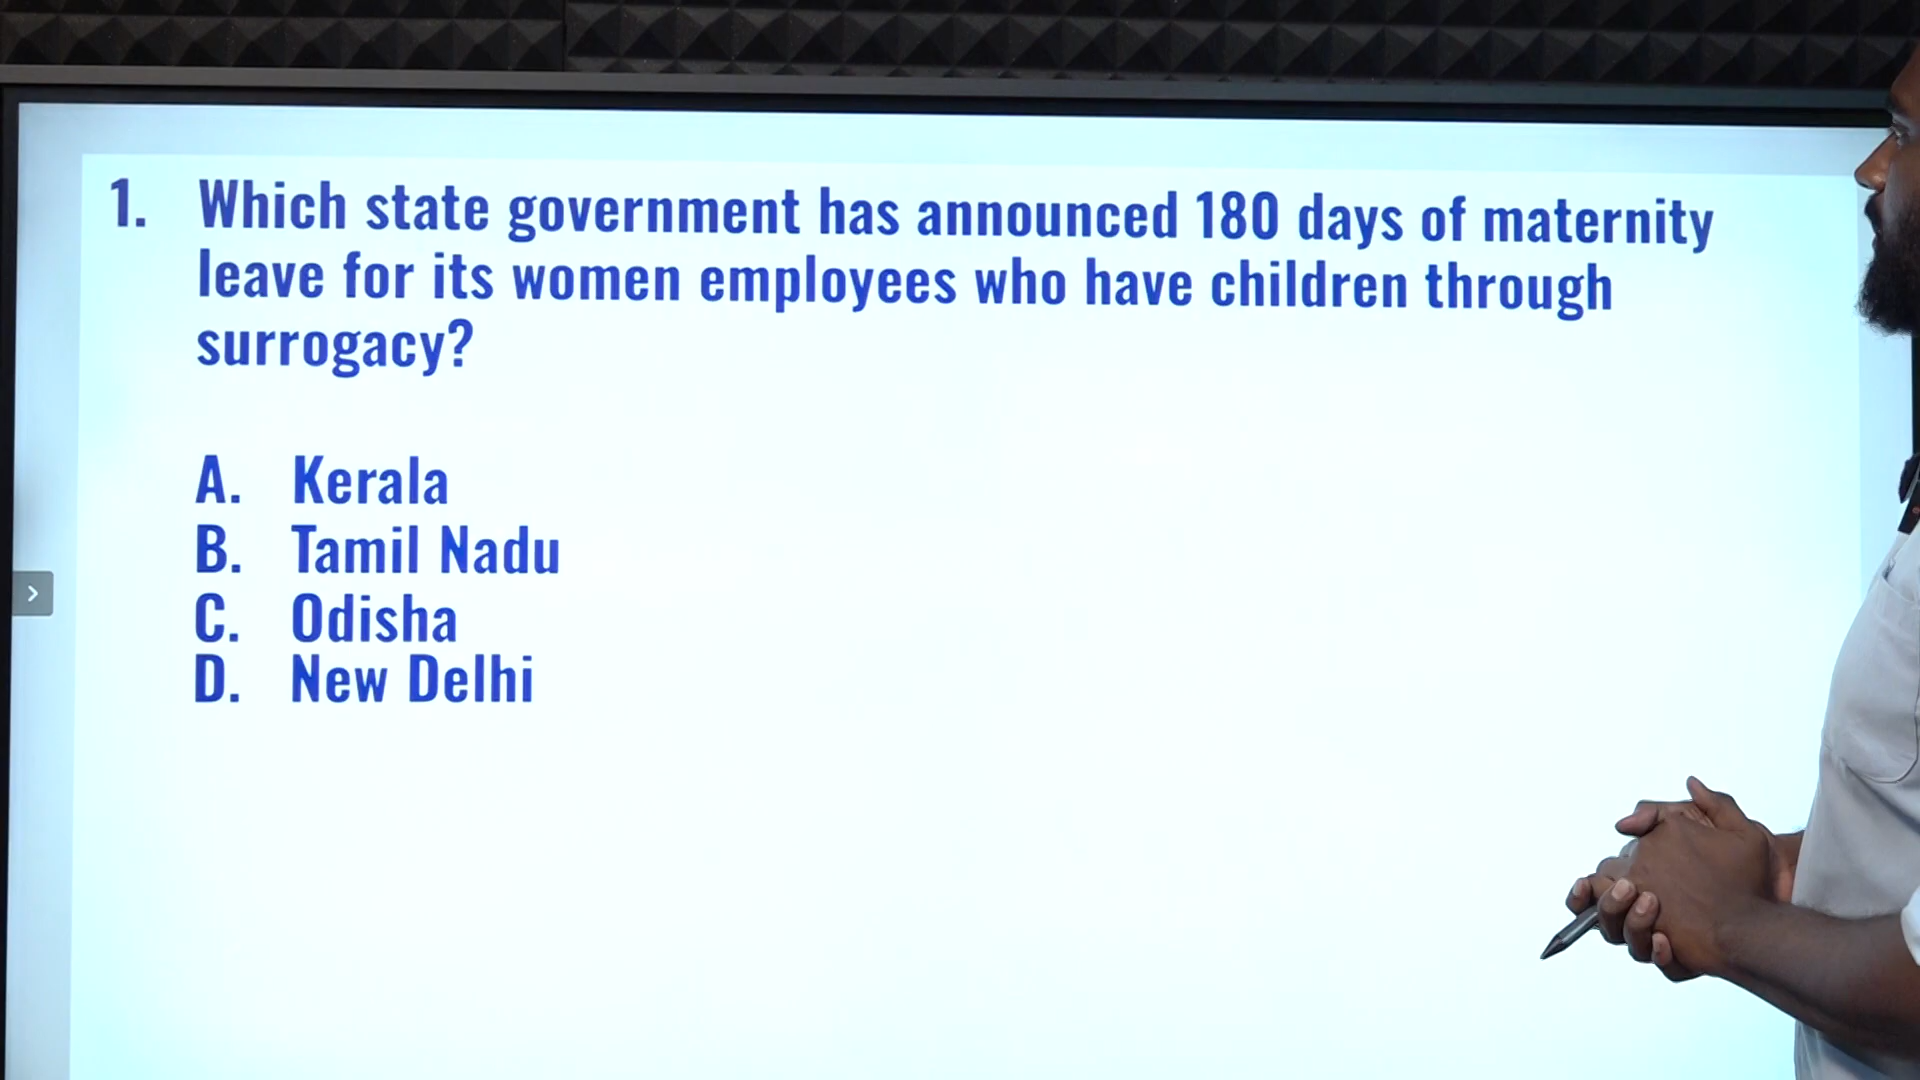 1. Which state government has announced 180 days of maternity
leave for its women employees who have children through
surrogacy?
A. Kerala
B. Tamil Nadu
C. Odisha
D. New Delhi